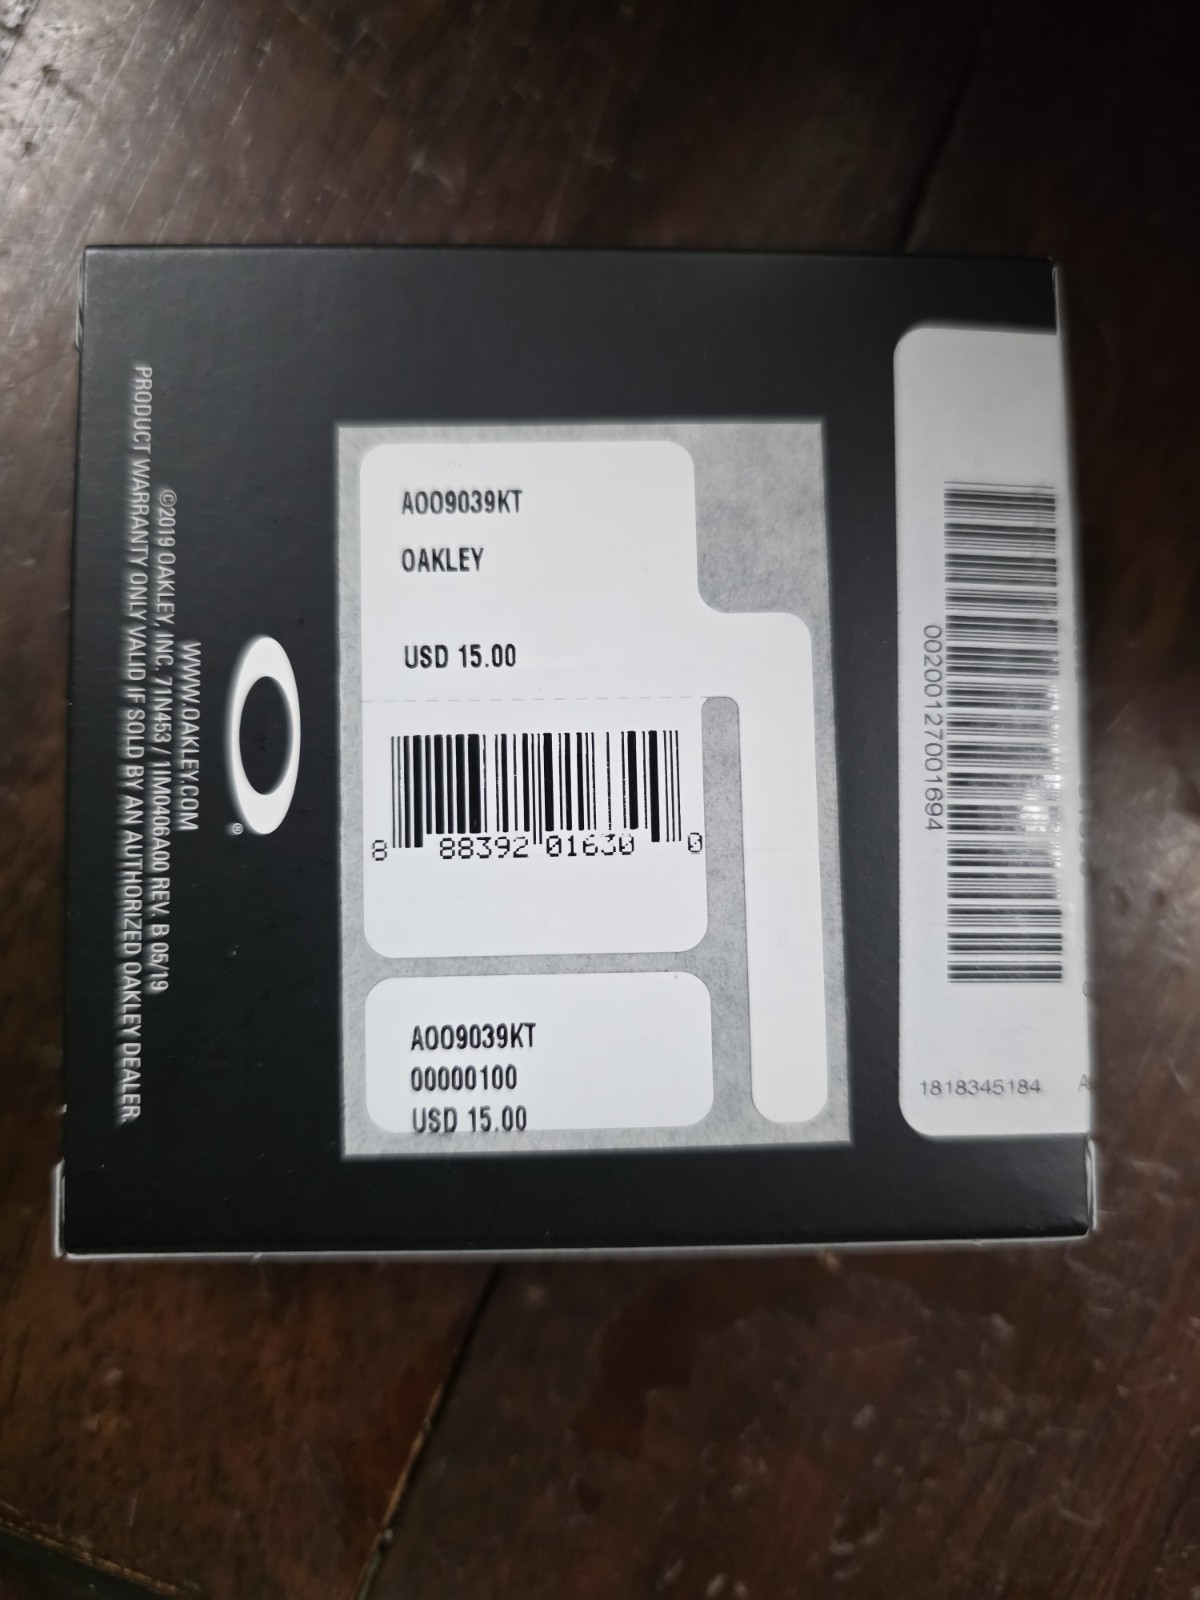 AOO9039KT
OAKLEY
USD 15.00
8 88392 01630 0
AOO9039KT
00000100
USD 15.00
WWW.OAKLEY.COM
©2019 OAKLEY, INC. 71N453 / 1IM0406A00 REV. B 05/19
PRODUCT WARRANTY ONLY VALID IF SOLD BY AN AUTHORIZED OAKLEY DEALER
®
00200127001694
1818345184